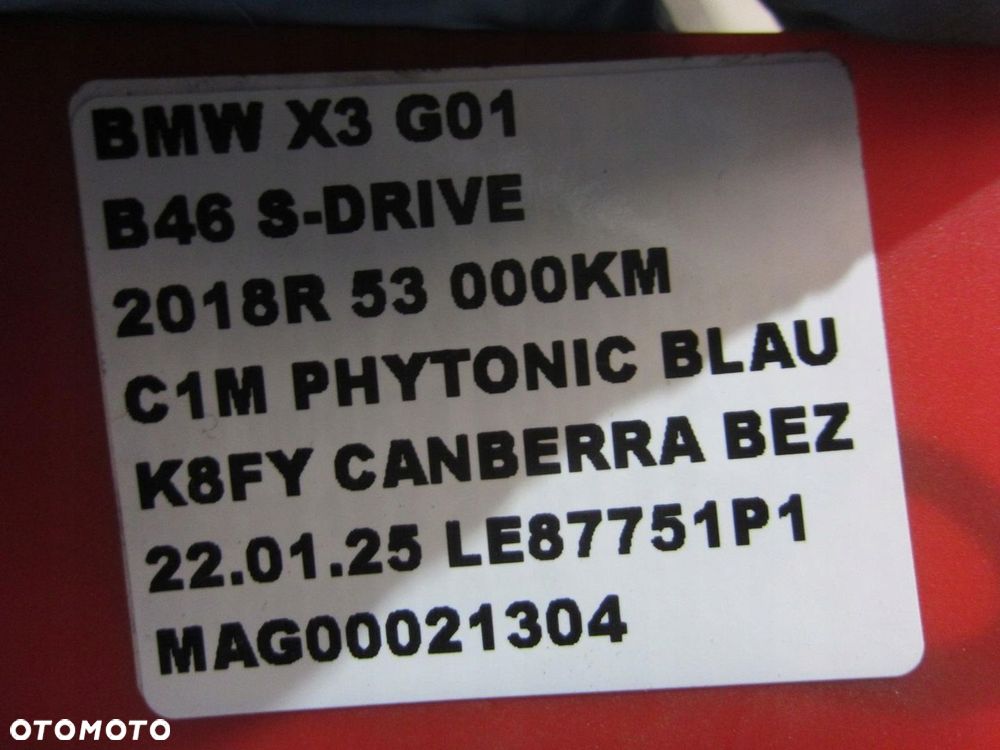 BMW X3 G01
B46 S-DRIVE
2018R 53 000KM
C1M PHYTONIC BLAU
K8FY CANBERRA BEZ
22.01.25 LE87751P1
MAG00021304
OTOMOTO